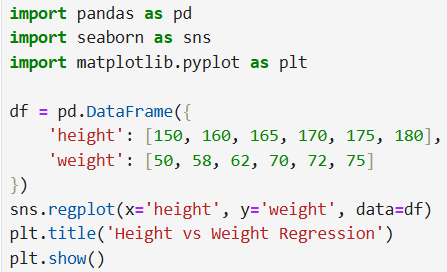 import pandas as pd
import seaborn as sns
import matplotlib.pyplot as plt

df = pd.DataFrame({
    'height': [150, 160, 165, 170, 175, 180],
    'weight': [50, 58, 62, 70, 72, 75]
})
sns.regplot(x='height', y='weight', data=df)
plt.title('Height vs Weight Regression')
plt.show()